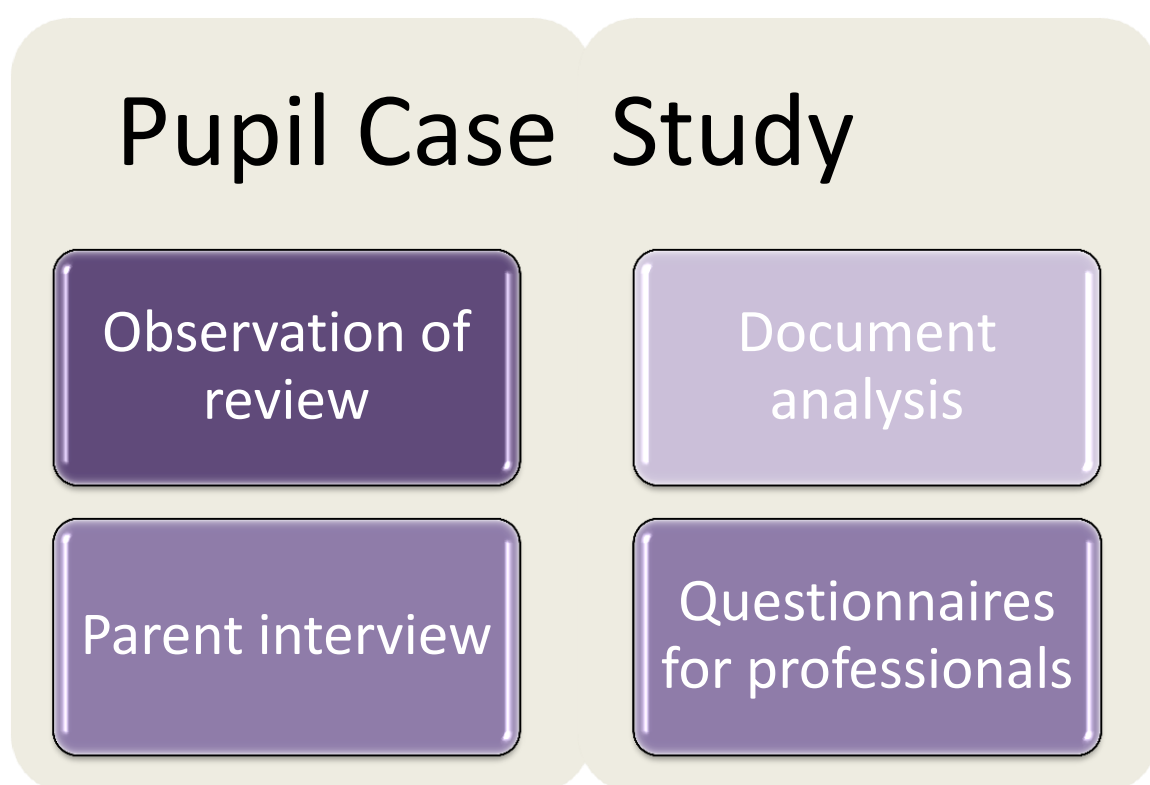 Pupil Case Study
Observation of
review
Document
analysis
Parent interview
Questionnaires
for professionals